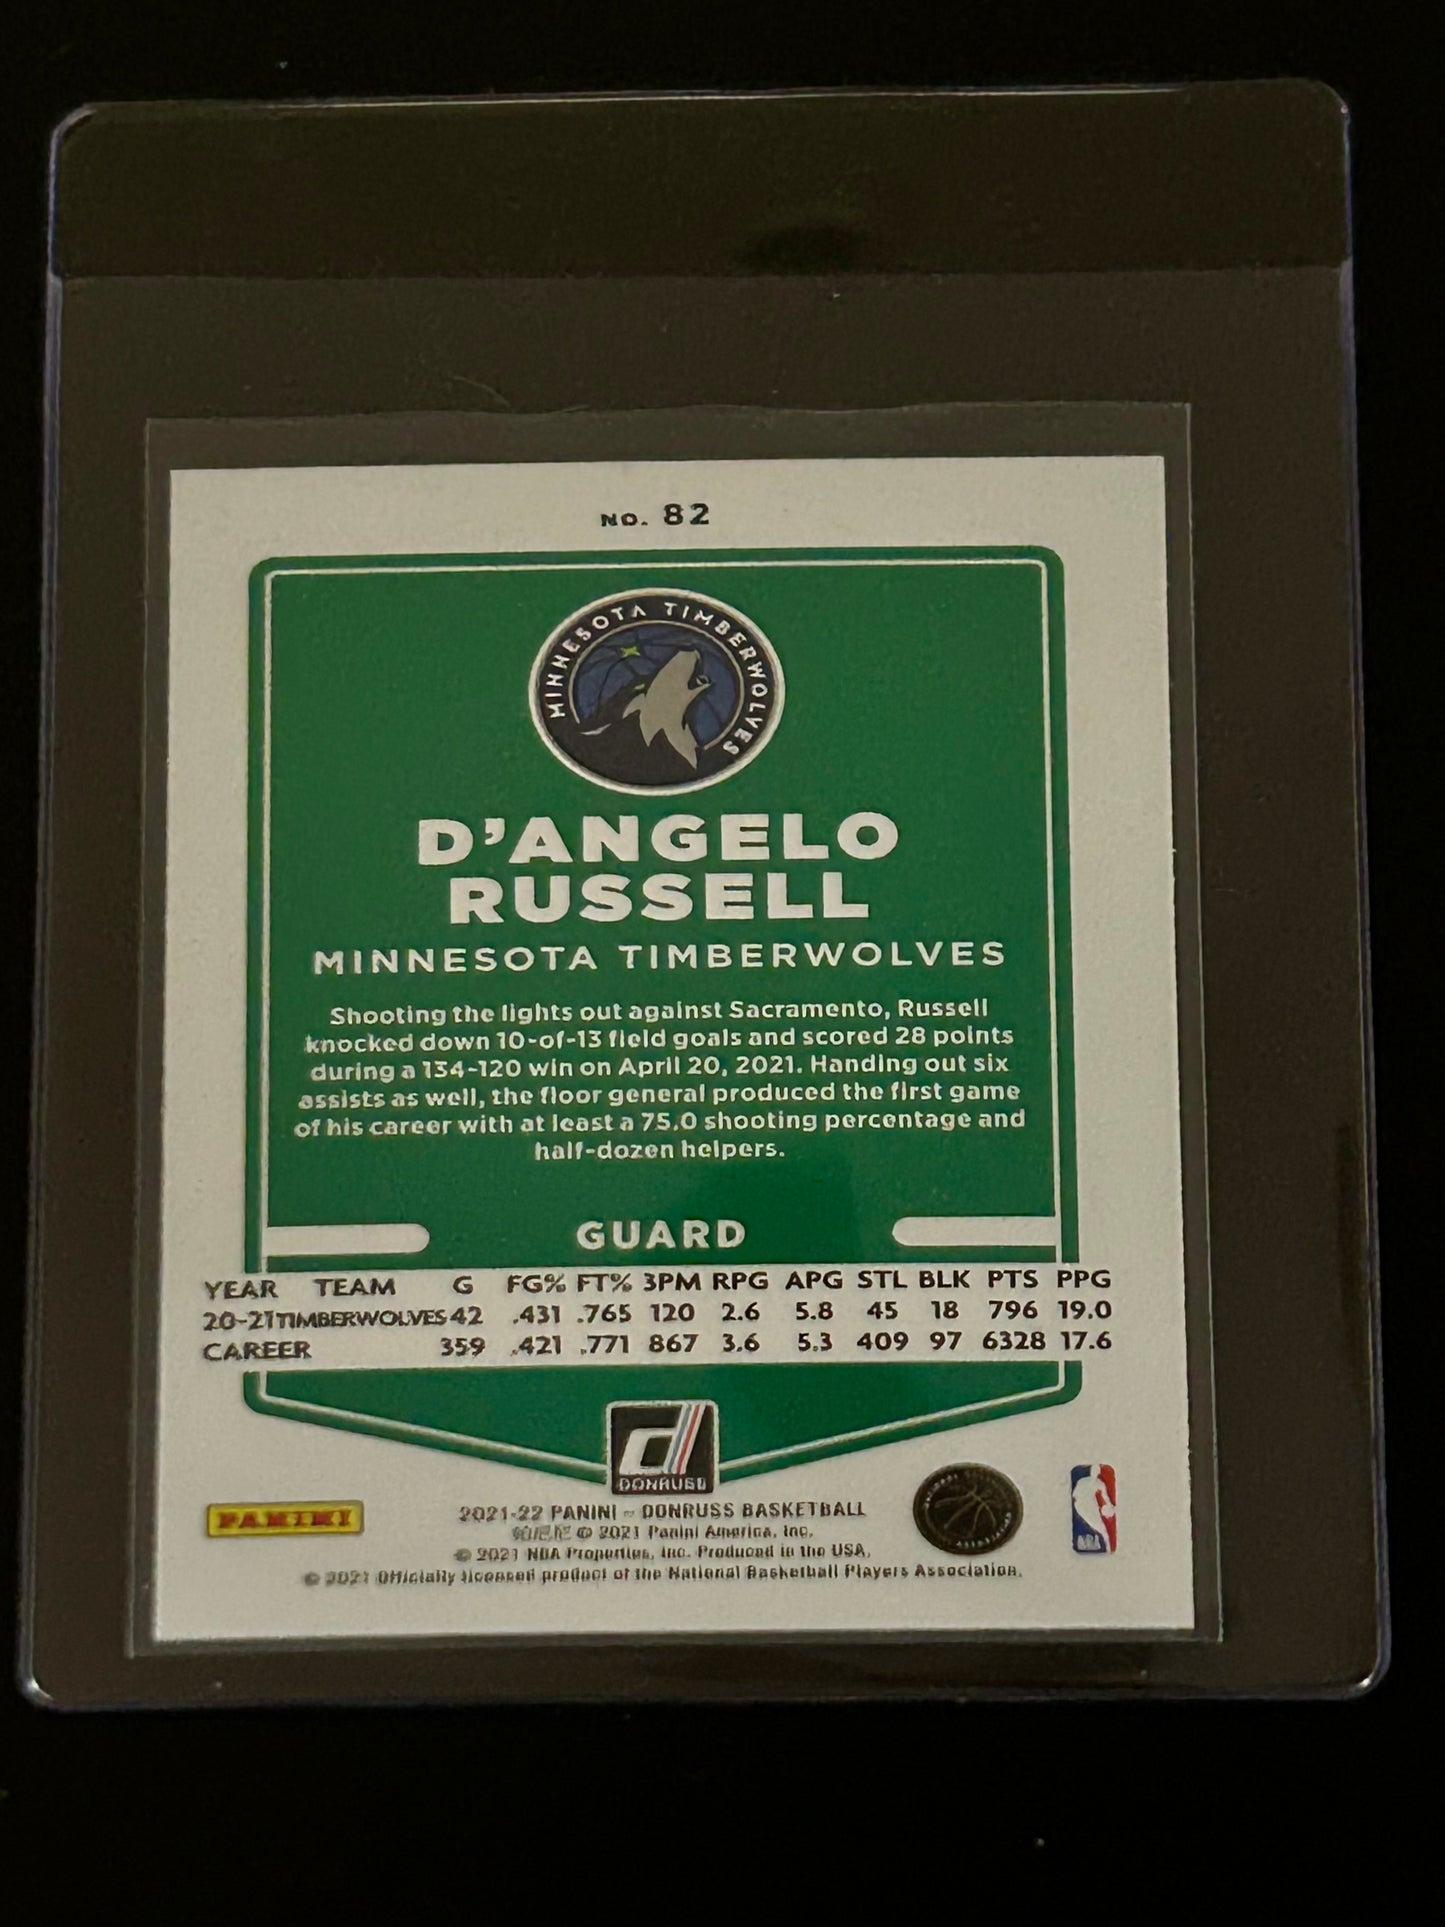 NO. 82
MINNESOTA TIMBERWOLVES
D'ANGELO
RUSSELL
MINNESOTA TIMBERWOLVES
Shooting the lights out against Sacramento, Russell
knocked down 10-of-13 field goals and scored 28 points
during a 134-120 win on April 20, 2021. Handing out six
assists as well, the floor general produced the first game
of his career with at least a 75.0 shooting percentage and
half-dozen helpers.
GUARD
YEAR TEAM G FG% FT% 3PM RPG APG STL BLK PTS PPG
20-21 TIMBERWOLVES 42 .431 .765 120 2.6 5.8 45 18 796 19.0
CAREER 359 .421 .771 867 3.6 5.3 409 97 6328 17.6
DONRUSS
PANINI
2021-22 PANINI - DONRUSS BASKETBALL
© 2021 Panini America, Inc.
© 2021 NBA Properties, Inc. Produced in the USA.
© 2021 Officially licensed product of the National Basketball Players Association.
NBA